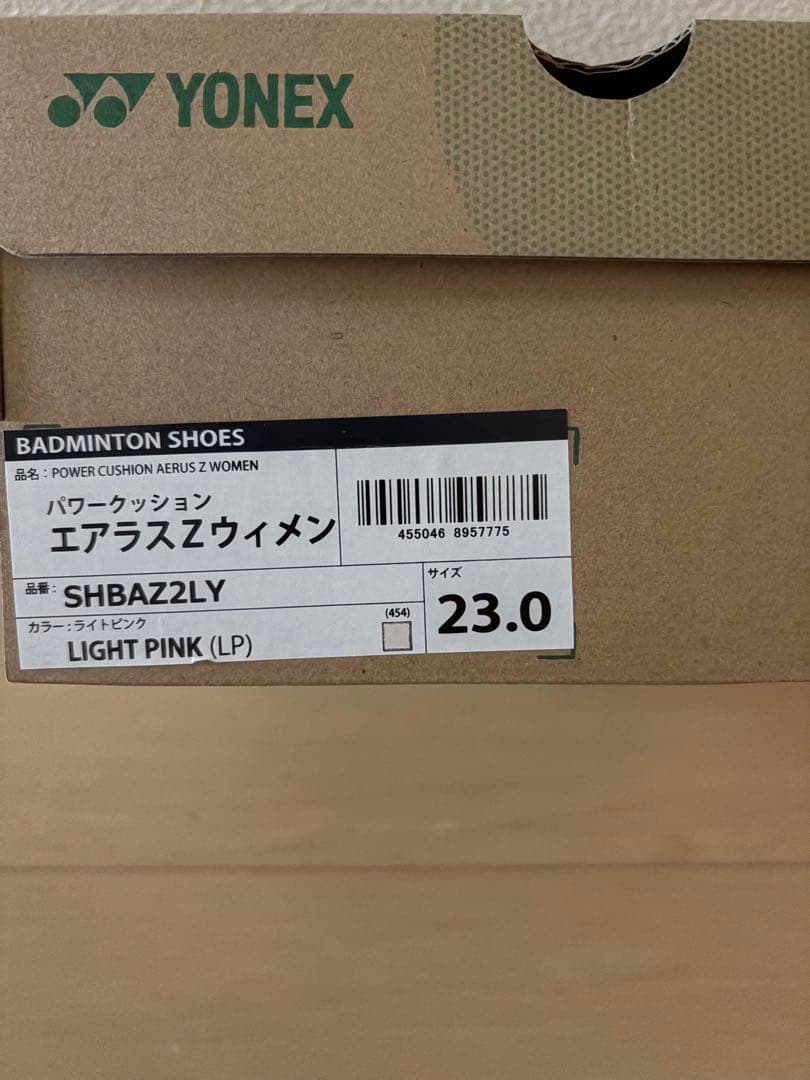 YONEX
BADMINTON SHOES
品名：POWER CUSHION AERUS Z WOMEN
パワークッション
エアラスZウィメン
455046 8957775
品番： SHBAZ2LY
サイズ
23.0
カラー：ライトピンク
(454)
LIGHT PINK (LP)